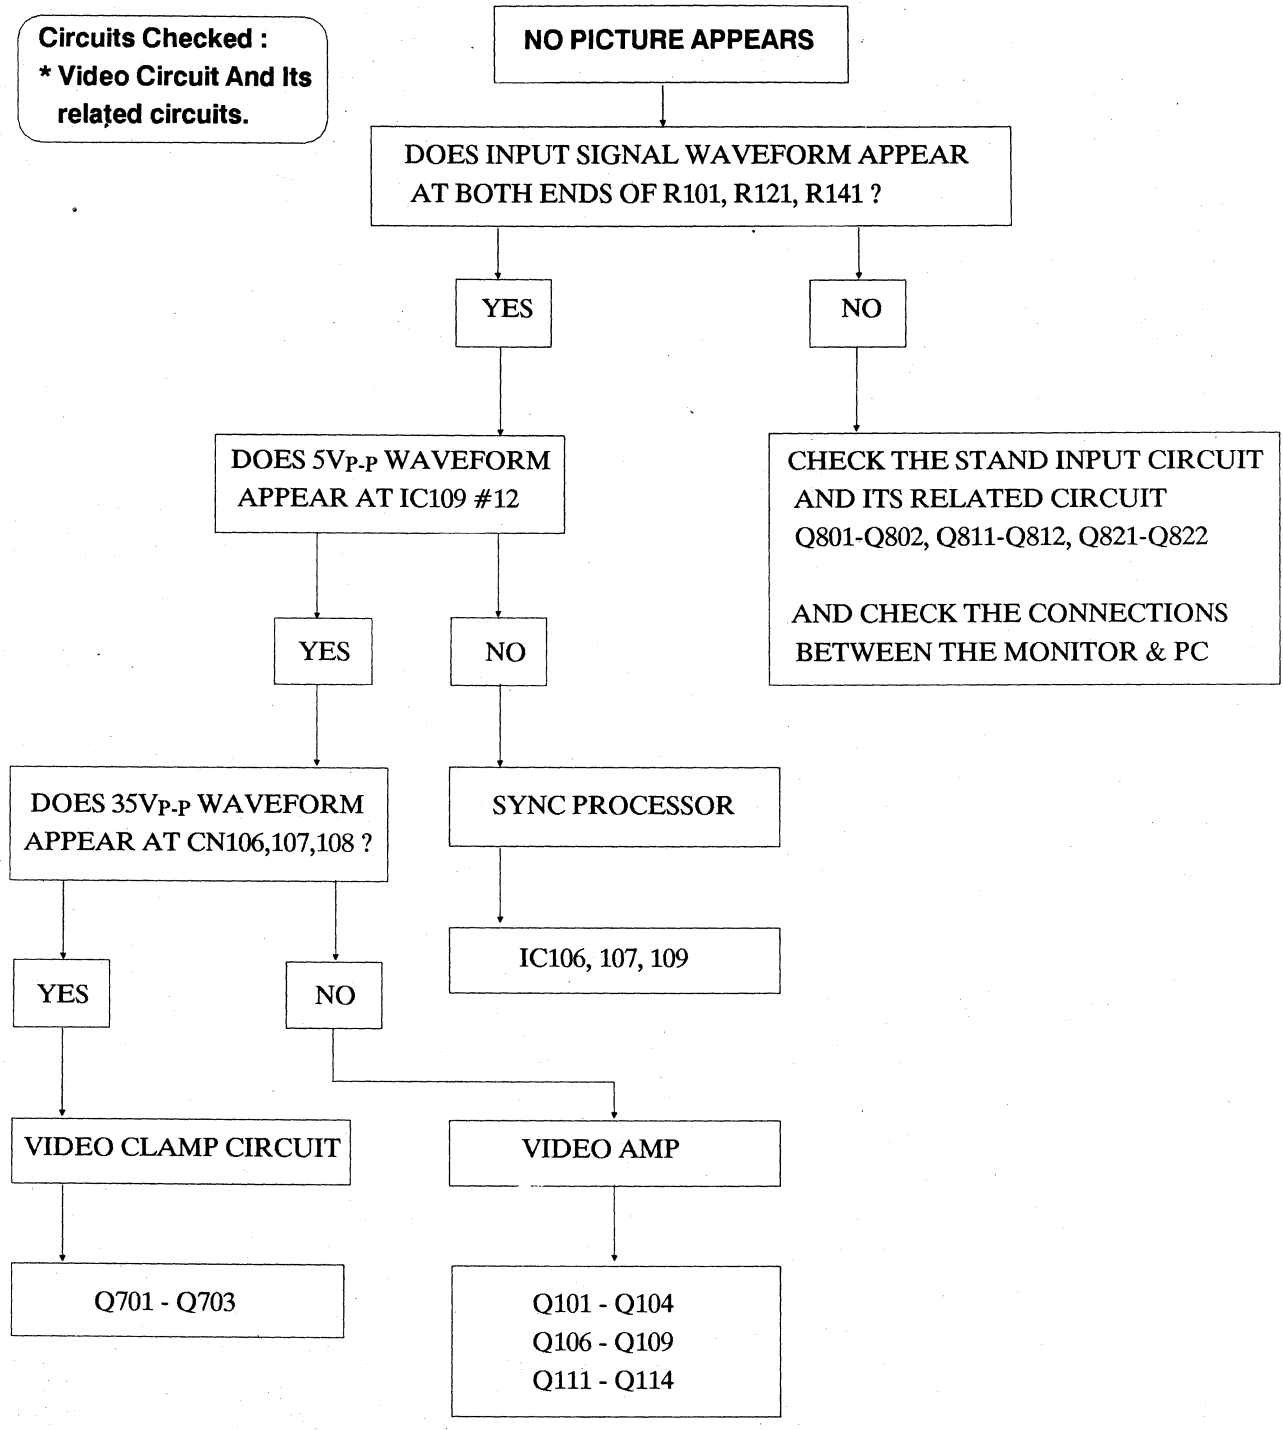 Circuits Checked :
* Video Circuit And Its
related circuits.
NO PICTURE APPEARS
DOES INPUT SIGNAL WAVEFORM APPEAR
AT BOTH ENDS OF R101, R121, R141 ?
YES
NO
DOES 5VP-P WAVEFORM
APPEAR AT IC109 #12
CHECK THE STAND INPUT CIRCUIT
AND ITS RELATED CIRCUIT
Q801-Q802, Q811-Q812, Q821-Q822
AND CHECK THE CONNECTIONS
BETWEEN THE MONITOR & PC
YES
NO
DOES 35VP-P WAVEFORM
APPEAR AT CN106,107,108 ?
SYNC PROCESSOR
IC106, 107, 109
YES
NO
VIDEO CLAMP CIRCUIT
VIDEO AMP
Q701 - Q703
Q101 - Q104
Q106 - Q109
Q111 - Q114